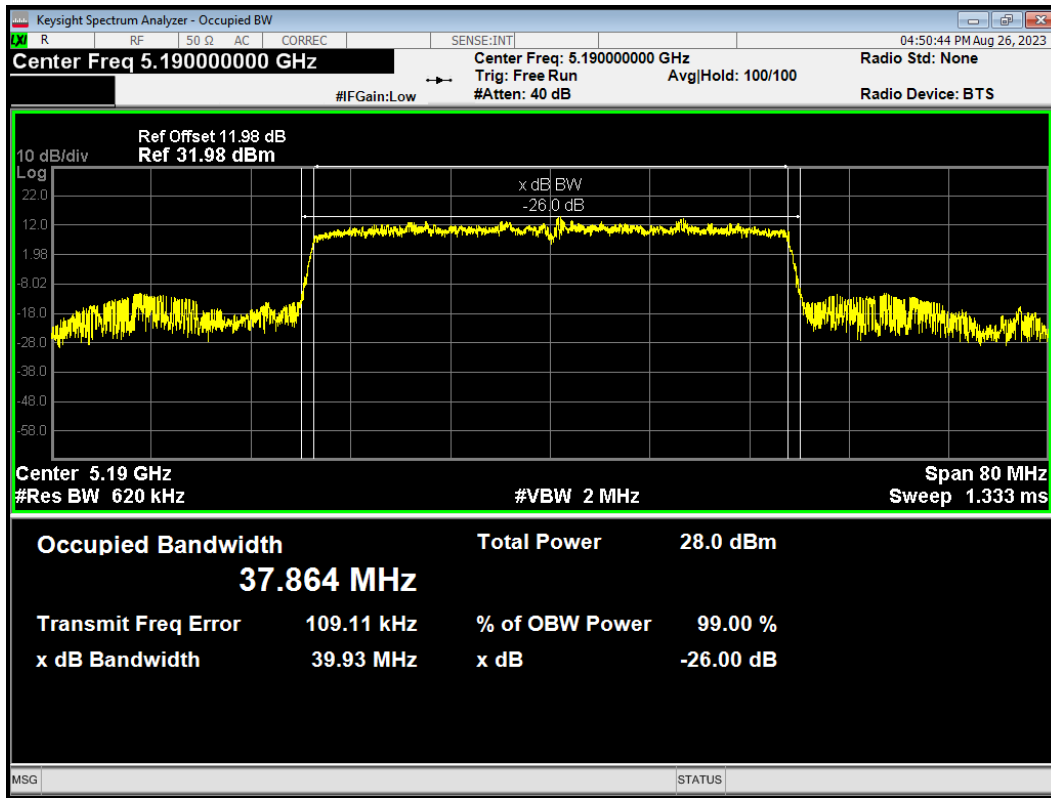 Keysight Spectrum Analyzer - Occupied BW
LXI R RF 50 Ω AC CORREC SENSE:INT 04:50:44 PM Aug 26, 2023
Center Freq 5.190000000 GHz
Center Freq: 5.190000000 GHz
Radio Std: None
Trig: Free Run
Avg|Hold: 100/100
#IFGain:Low
#Atten: 40 dB
Radio Device: BTS
Ref Offset 11.98 dB
10 dB/div
Ref 31.98 dBm
Log
x dB BW
-26.0 dB
22.0
12.0
1.98
-8.02
-18.0
-28.0
-38.0
-48.0
-58.0
Center 5.19 GHz
Span 80 MHz
#Res BW 620 kHz
#VBW 2 MHz
Sweep 1.333 ms
Occupied Bandwidth
Total Power 28.0 dBm
37.864 MHz
Transmit Freq Error 109.11 kHz
% of OBW Power 99.00 %
x dB Bandwidth 39.93 MHz
x dB -26.00 dB
MSG
STATUS